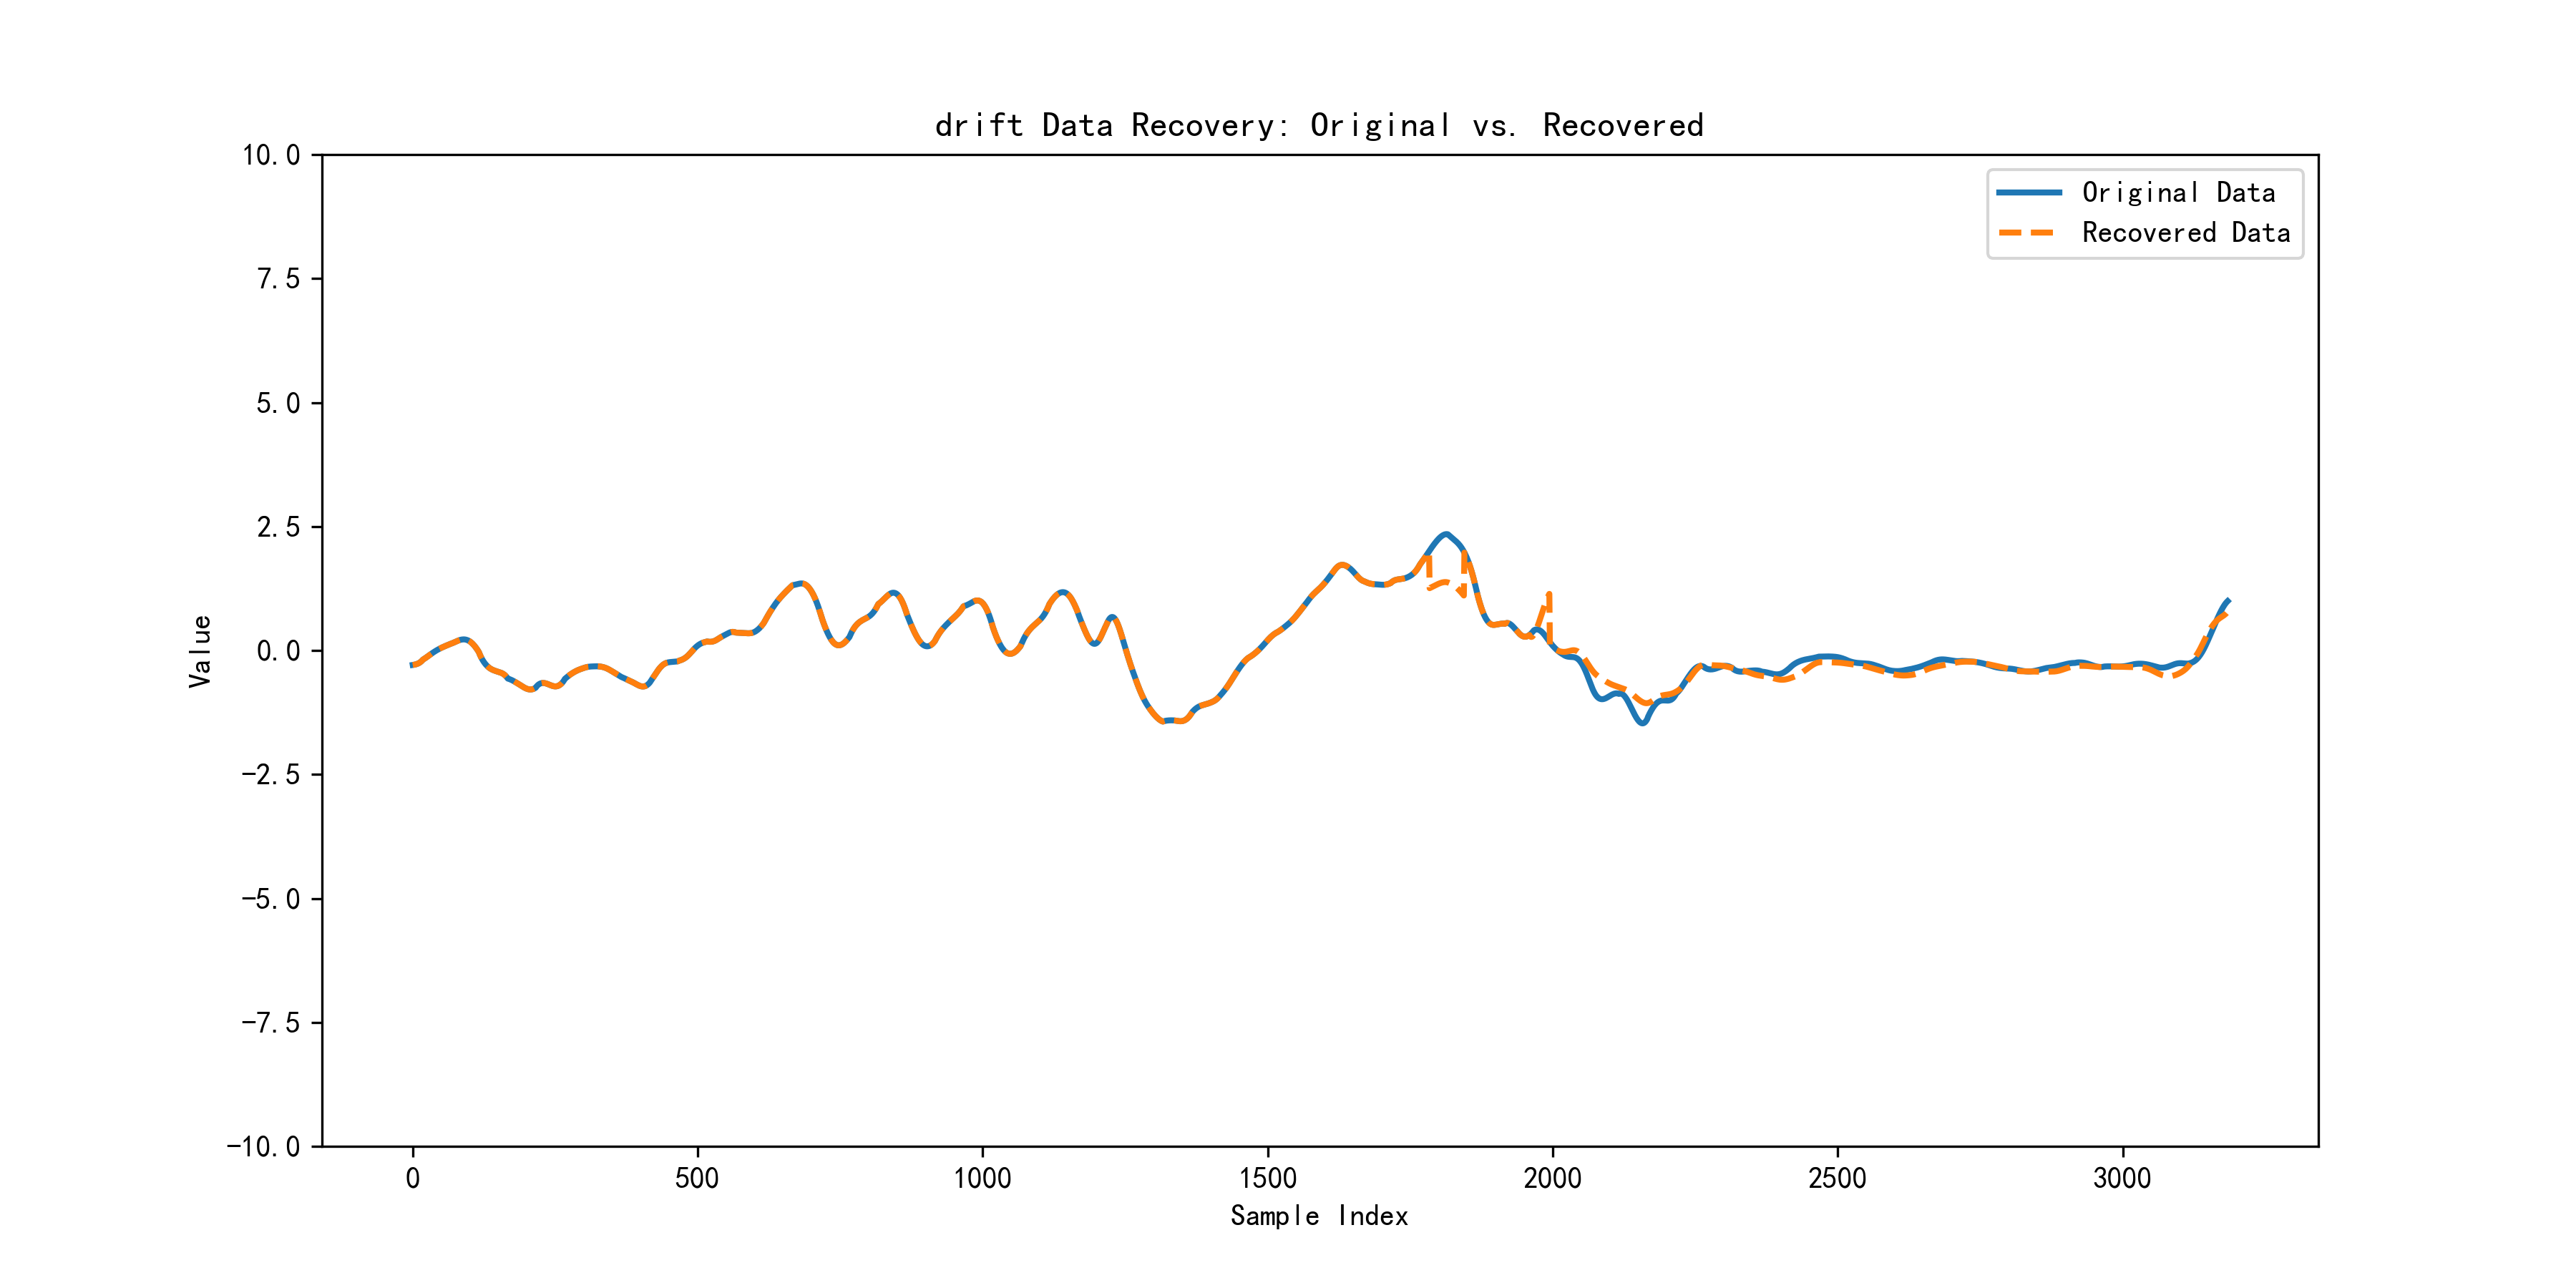 drift Data Recovery: Original vs. Recovered
Original Data
Recovered Data
10.0
7.5
5.0
2.5
0.0
−2.5
−5.0
−7.5
−10.0
Value
0 500 1000 1500 2000 2500 3000
Sample Index